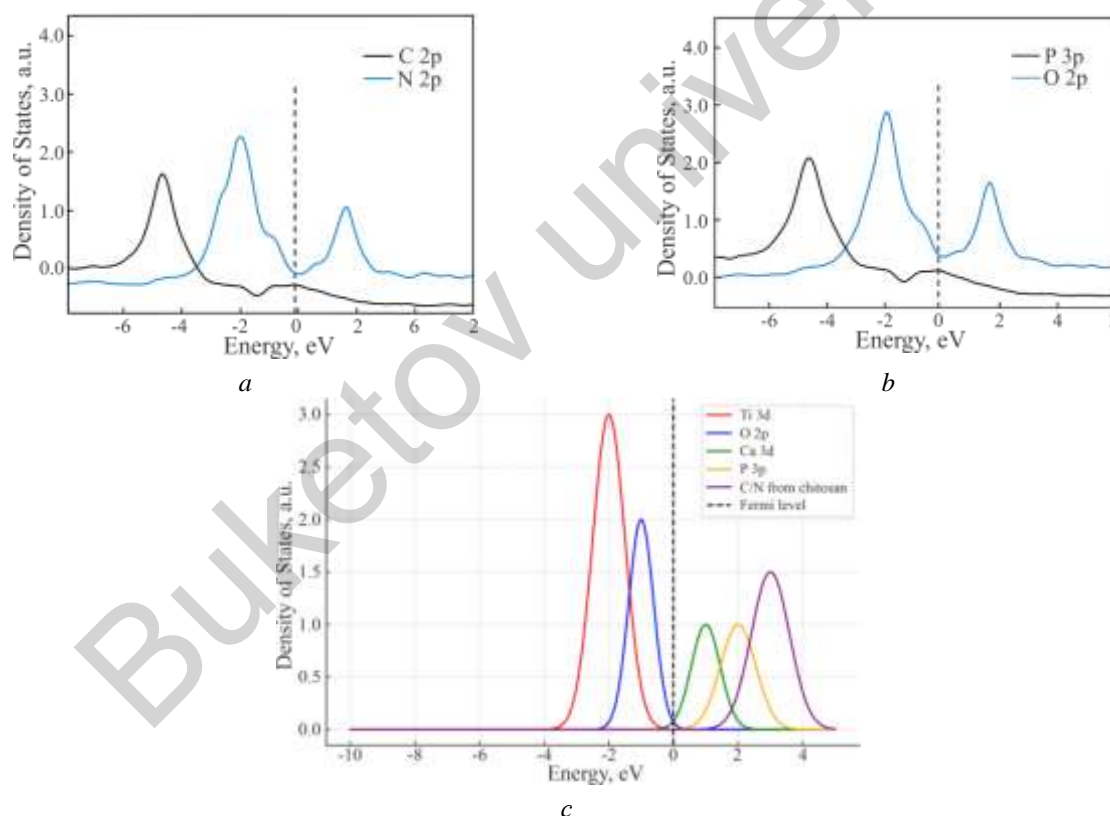 4.0
3.0
2.0
1.0
0.0
Density of States, a.u.
C 2p
N 2p
-6 -4 -2 0 2 4 2
Energy, eV
a
4.0
3.0
2.0
1.0
0.0
Density of States, a.u.
P 3p
O 2p
-6 -4 -2 0 2 4 6
Energy, eV
b
3.0
2.5
2.0
1.5
1.0
0.5
0.0
Density of States, a.u.
Ti 3d
O 2p
Ca 3d
P 3p
C/N from chitosan
Fermi level
-10 -8 -6 -4 -2 0 2 4
Energy, eV
c
Buketov univer